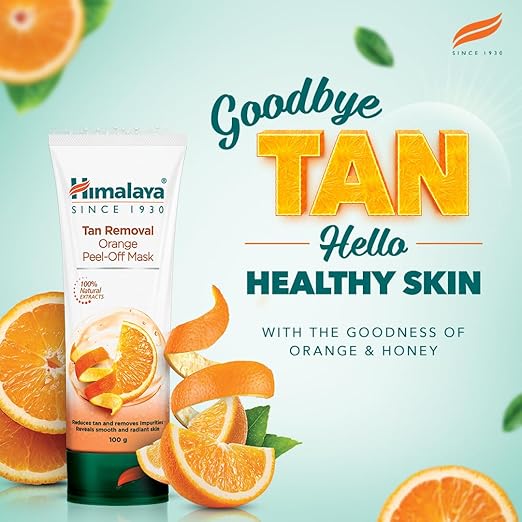 SINCE 1930
Goodbye
TAN
Hello
HEALTHY SKIN
WITH THE GOODNESS OF
ORANGE & HONEY
Himalaya®
SINCE 1930
Tan Removal
Orange
Peel-Off Mask
100%
Natural
EXTRACTS
Reduces tan and removes impurities
Reveals smooth and radiant skin
100 g